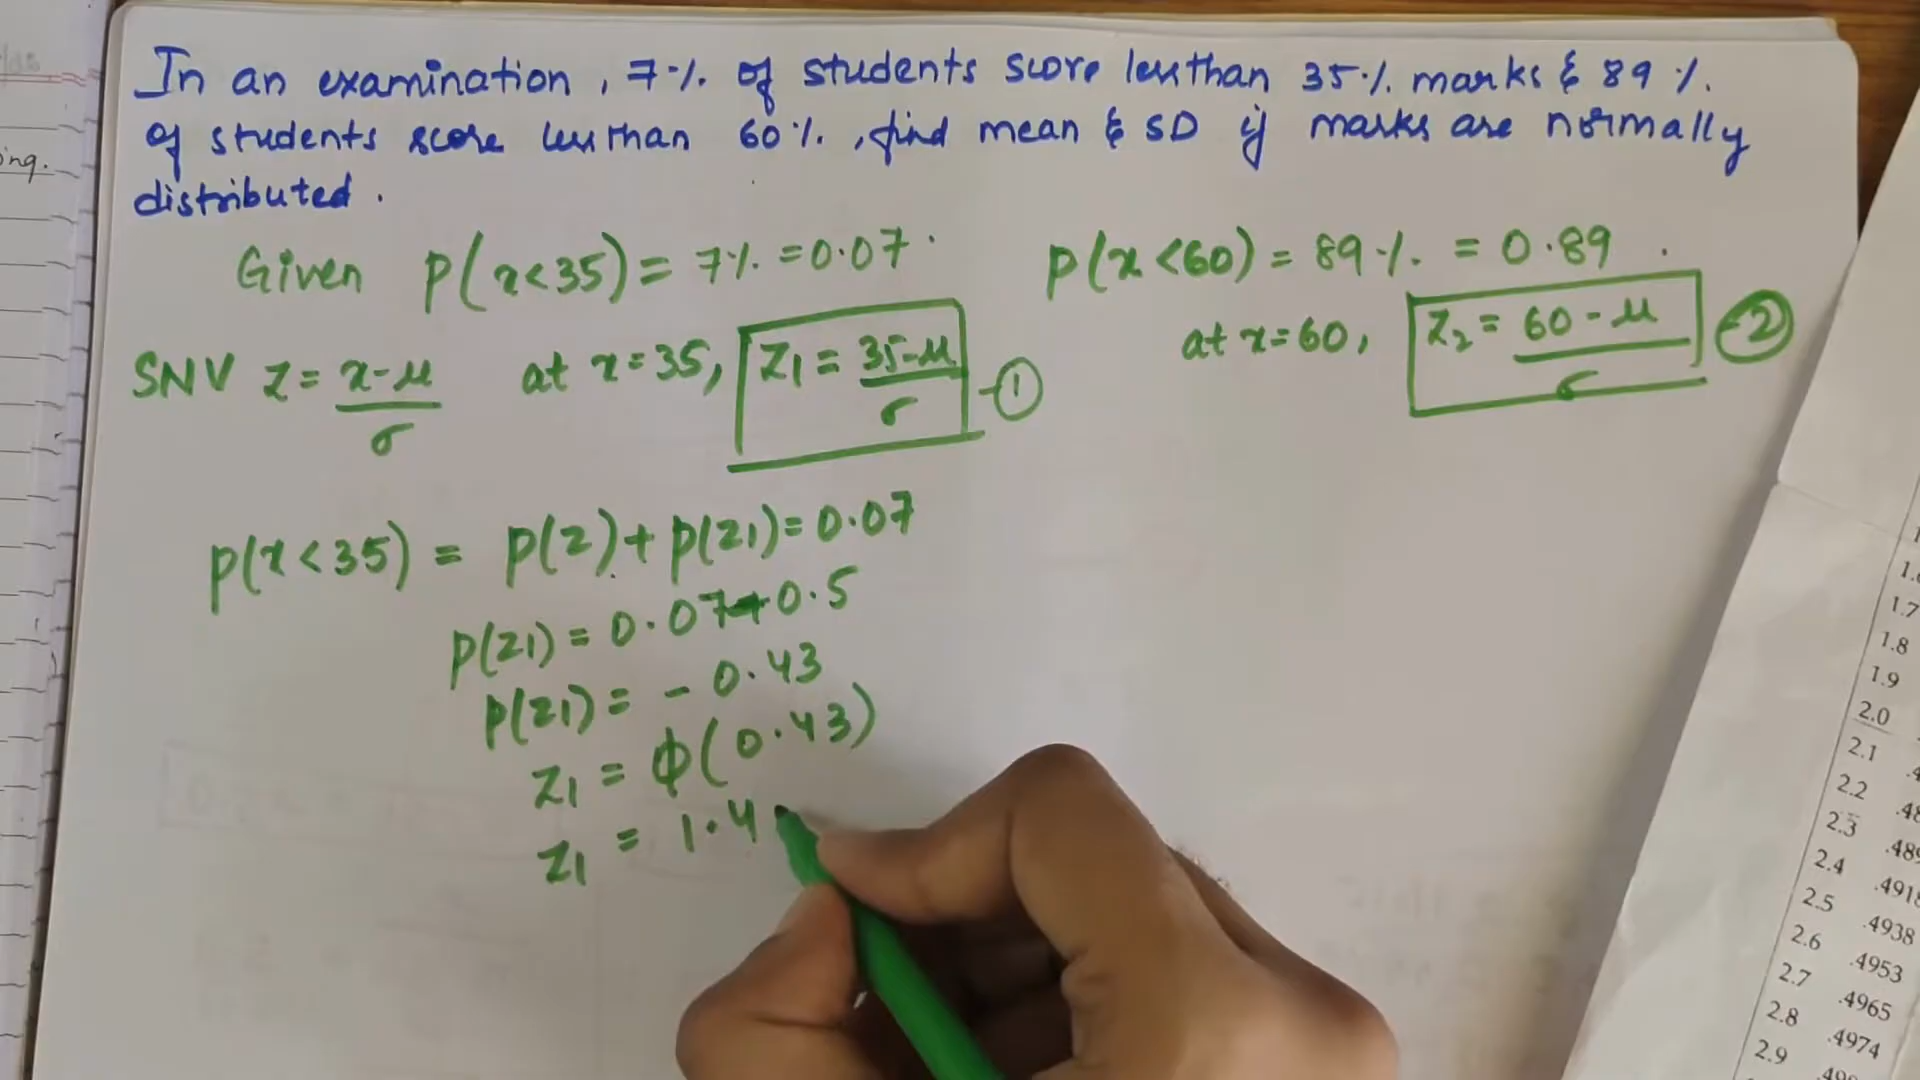 In an examination, 7% of students score less than 35% marks & 89%
of students score less than 60%, find mean & SD if marks are normally
distributed.
ing.
Given P(x<35) = 7% = 0.07.
P(x<60) = 89% = 0.89.
SNV Z = x-μ/σ at x=35, Z1 = 35-μ/σ -①
at x=60, Z2 = 60-μ/σ -②
P(x<35) = P(Z) + P(Z1) = 0.07
P(Z1) = 0.07-0.5
P(Z1) = -0.43
Z1 = φ(0.43)
Z1 = 1.4
1.7
1.8
1.9
2.0
2.1
2.2
2.3 .489
2.4 .4918
2.5 .4938
2.6 .4953
2.7 .4965
2.8 .4974
2.9